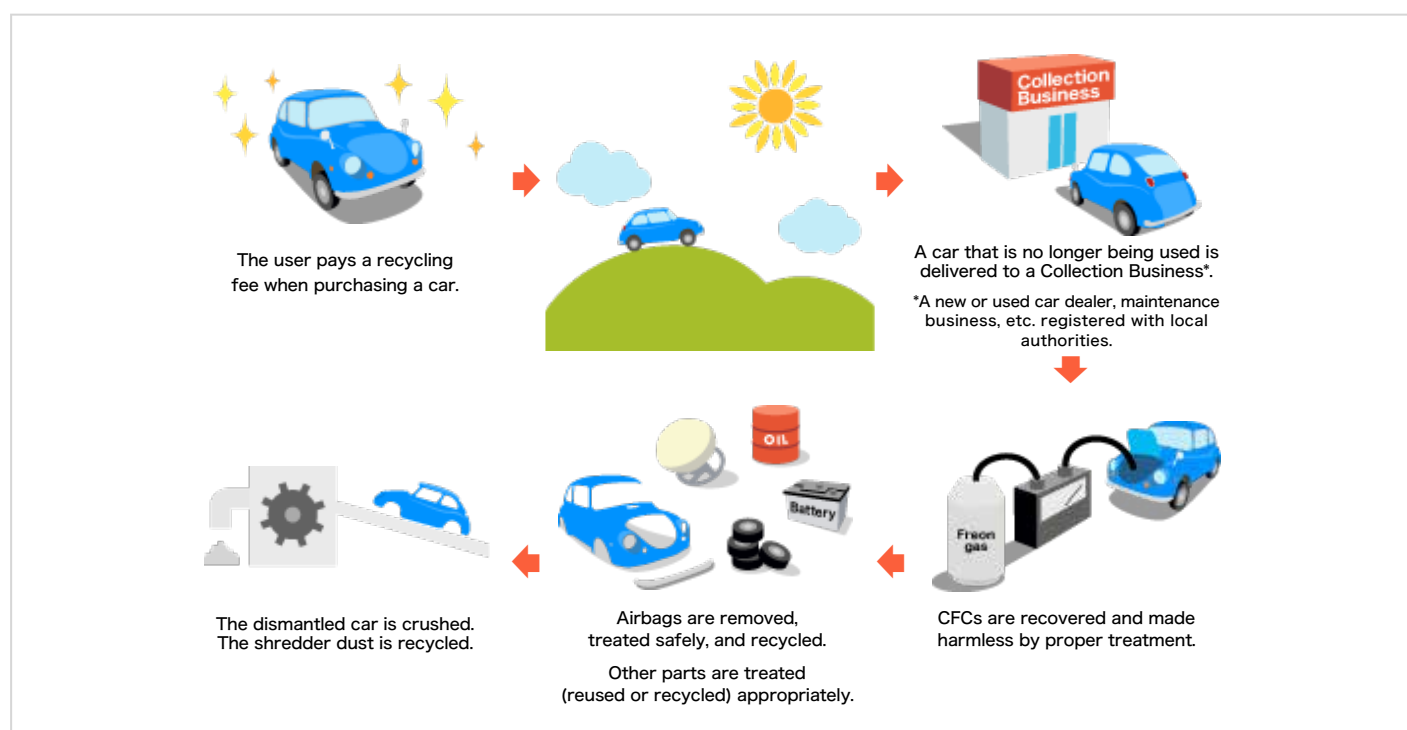 The user pays a recycling
fee when purchasing a car.
Collection
Business
A car that is no longer being used is
delivered to a Collection Business*.
*A new or used car dealer, maintenance
business, etc. registered with local
authorities.
Freon
gas
CFCs are recovered and made
harmless by proper treatment.
OIL
Battery
Airbags are removed,
treated safely, and recycled.
Other parts are treated
(reused or recycled) appropriately.
The dismantled car is crushed.
The shredder dust is recycled.